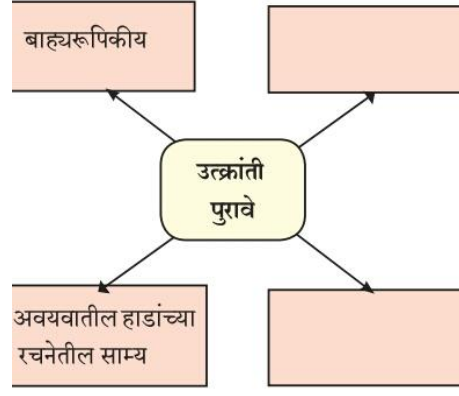 बाह्यरूपिकीय
उत्क्रांती
पुरावे
अवयवातील हाडांच्या
रचनेतील साम्य